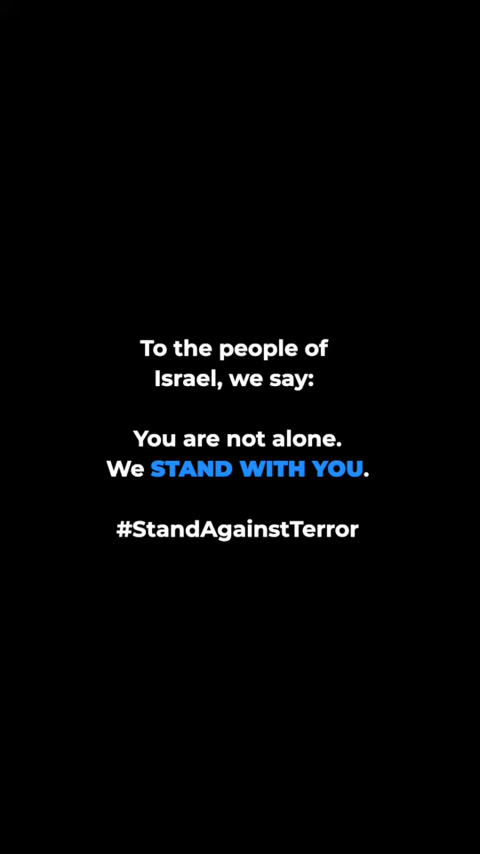 To the people of
Israel, we say:
You are not alone.
We STAND WITH YOU.
#StandAgainstTerror